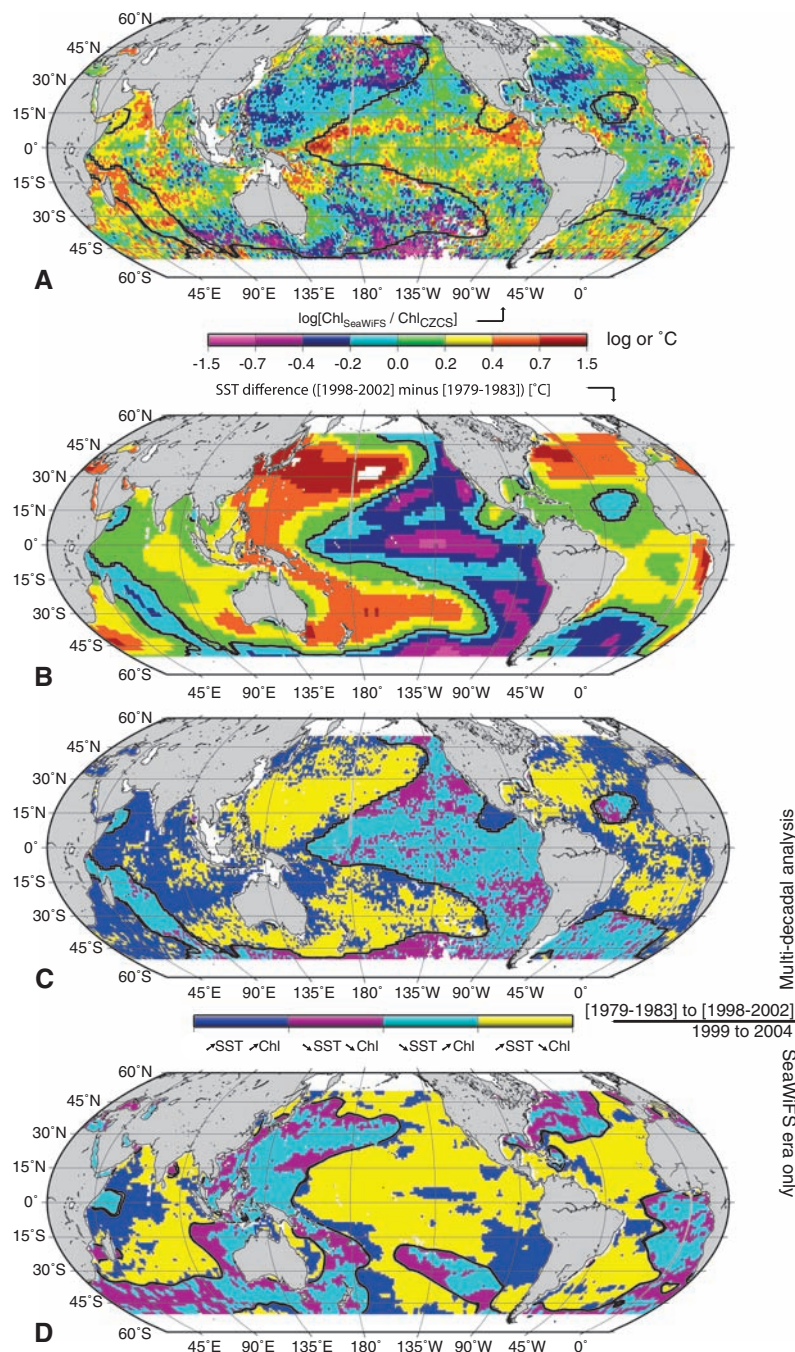 60°N
45°N
30°N
15°N
0°
15°S
30°S
45°S
60°S
A
45°E 90°E 135°E 180° 135°W 90°W 45°W 0°
log[Chl_SeaWiFS / Chl_CZCS]
log or °C
-1.5 -0.7 -0.4 -0.2 0.0 0.2 0.4 0.7 1.5
SST difference ([1998-2002] minus [1979-1983]) [°C]
60°N
45°N
30°N
15°N
0°
15°S
30°S
45°S
60°S
B
45°E 90°E 135°E 180° 135°W 90°W 45°W 0°
60°N
45°N
30°N
15°N
0°
15°S
30°S
45°S
60°S
C
45°E 90°E 135°E 180° 135°W 90°W 45°W 0°
Multi-decadal analysis
[1979-1983] to [1998-2002]
1999 to 2004
↗SST ↗Chl ↘SST ↘Chl ↘SST ↗Chl ↗SST ↘Chl
SeaWiFS era only
60°N
45°N
30°N
15°N
0°
15°S
30°S
45°S
60°S
D
45°E 90°E 135°E 180° 135°W 90°W 45°W 0°